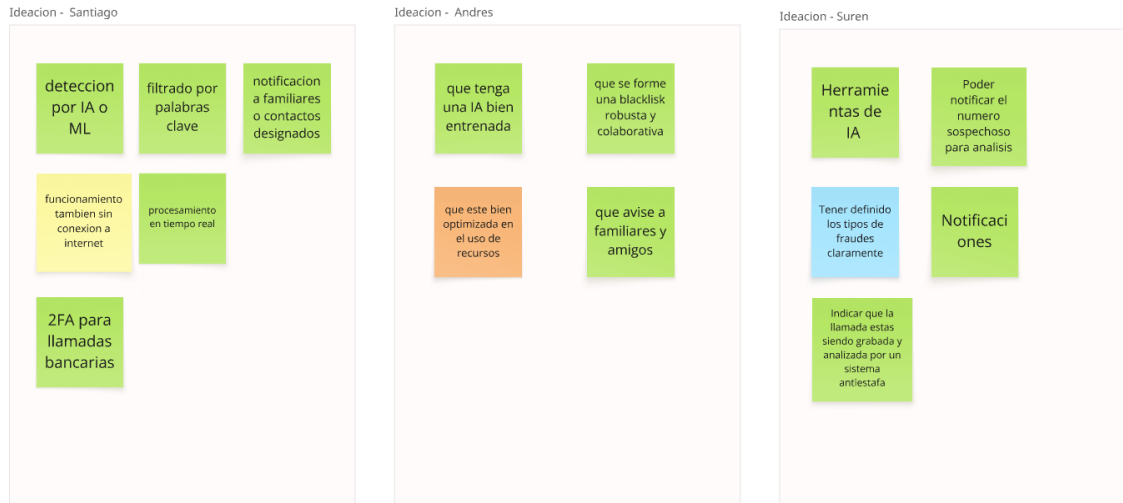 Ideacion - Santiago
deteccion
por IA o
ML
filtrado por
palabras
clave
notificacion
a familiares
o contactos
designados
funcionamiento
tambien sin
conexion a
internet
procesamiento
en tiempo real
2FA para
llamadas
bancarias
Ideacion - Andres
que tenga
una IA bien
entrenada
que se forme
una blacklisk
robusta y
colaborativa
que este bien
optimizada en
el uso de
recursos
que avise a
familiares y
amigos
Ideacion - Suren
Herramie
ntas de
IA
Poder
notificar el
numero
sospechoso
para analisis
Tener definido
los tipos de
fraudes
claramente
Notificaci
ones
Indicar que la
llamada estas
siendo grabada y
analizada por un
sistema
antiestafa